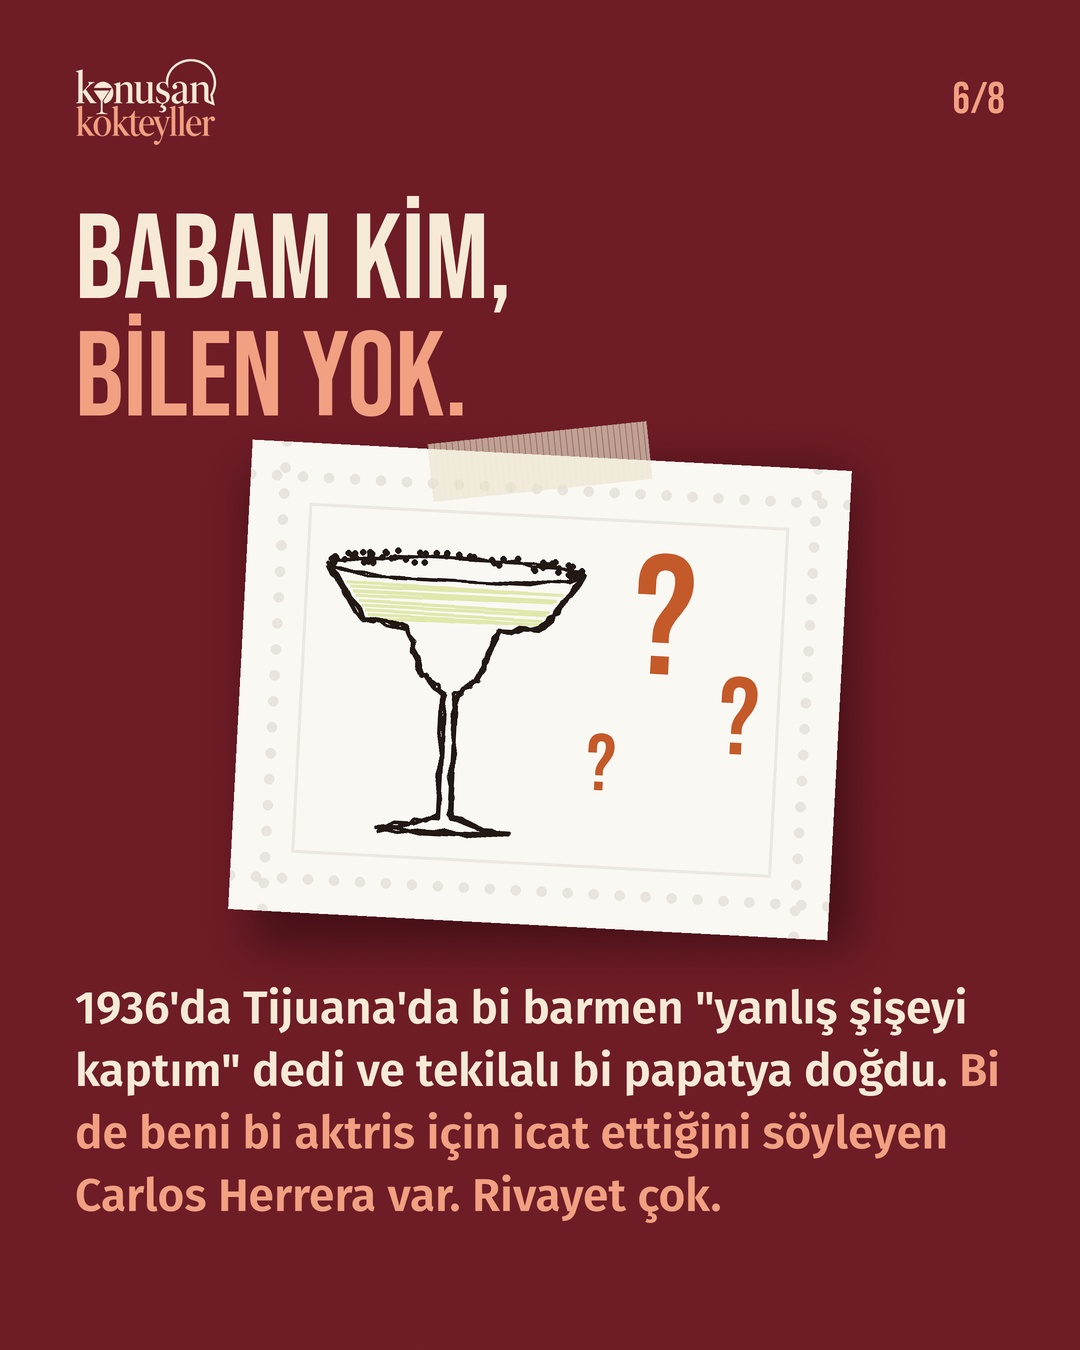 konuşan
kokteyller
6/8
BABAM KİM,
BİLEN YOK.
?
?
?
1936'da Tijuana'da bi barmen "yanlış şişeyi
kaptım" dedi ve tekilalı bi papatya doğdu. Bi
de beni bi aktris için icat ettiğini söyleyen
Carlos Herrera var. Rivayet çok.